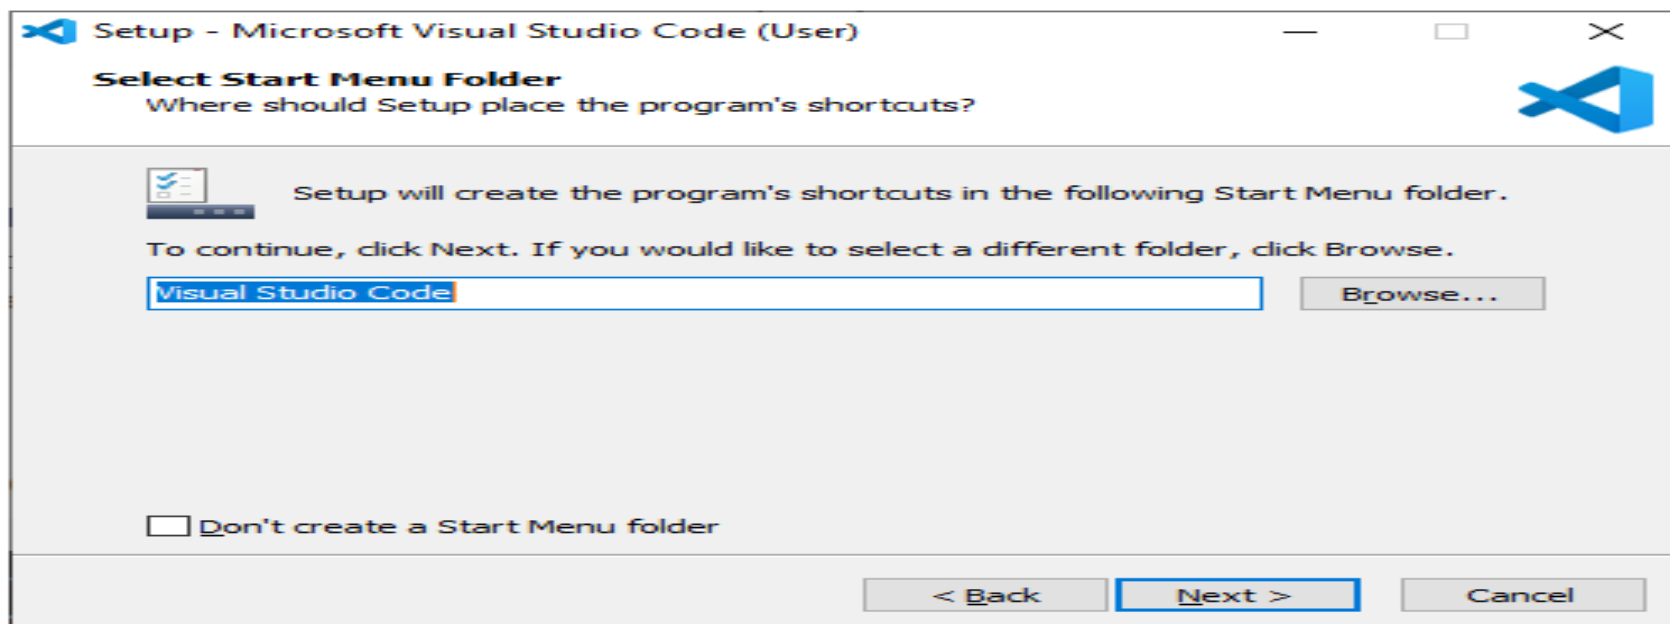 Setup - Microsoft Visual Studio Code (User)
Select Start Menu Folder
Where should Setup place the program's shortcuts?
Setup will create the program's shortcuts in the following Start Menu folder.
To continue, click Next. If you would like to select a different folder, click Browse.
Visual Studio Code
Browse...
Don't create a Start Menu folder
< Back
Next >
Cancel